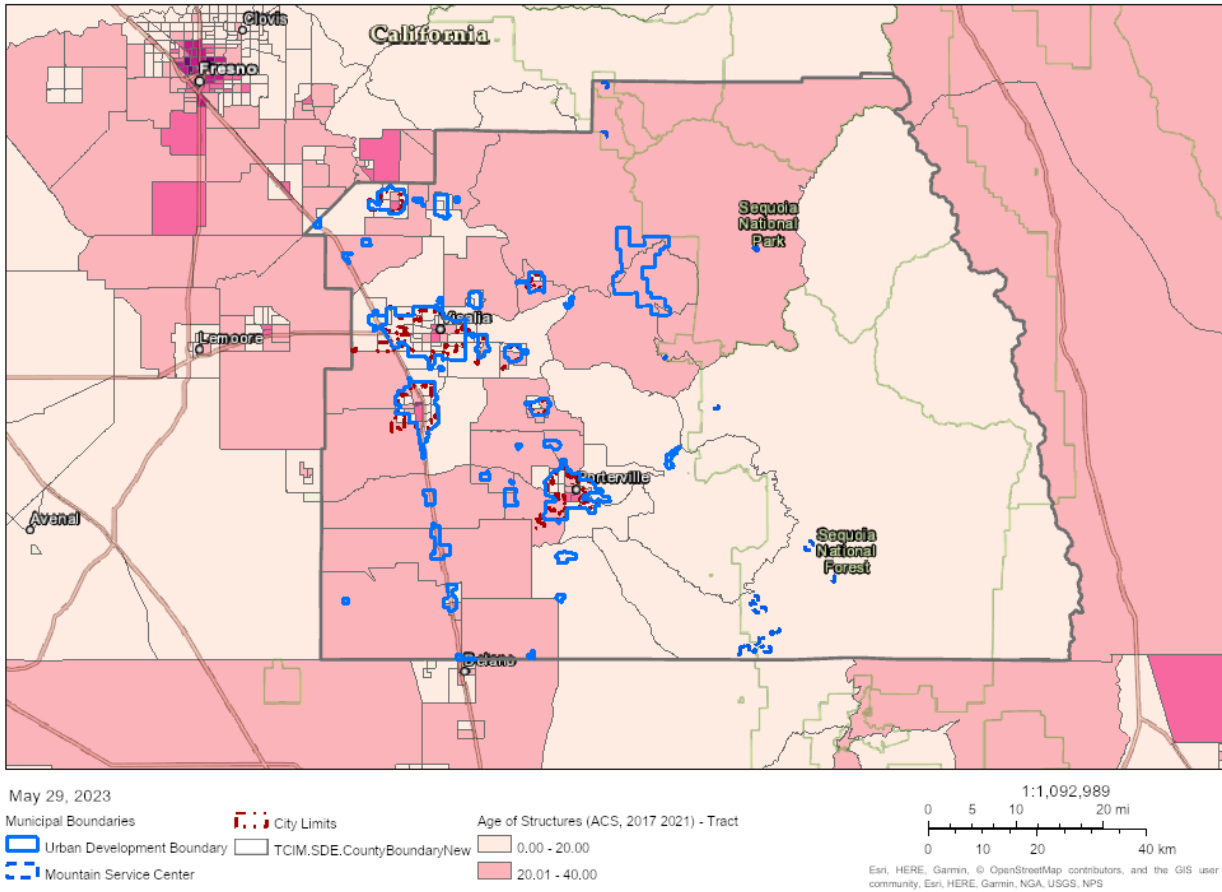 Clovis
California
Fresno
Sequoia
National
Park
Visalia
Lemoore
Porterville
Avenal
Sequoia
National
Forest
Delano
May 29, 2023
1:1,092,989
Municipal Boundaries
City Limits
Age of Structures (ACS, 2017 2021) - Tract
0 5 10 20 mi
Urban Development Boundary
TCIM.SDE.CountyBoundaryNew
0.00 - 20.00
0 10 20 40 km
Mountain Service Center
20.01 - 40.00
Esri, HERE, Garmin, © OpenStreetMap contributors, and the GIS user
community, Esri, HERE, Garmin, NGA, USGS, NPS